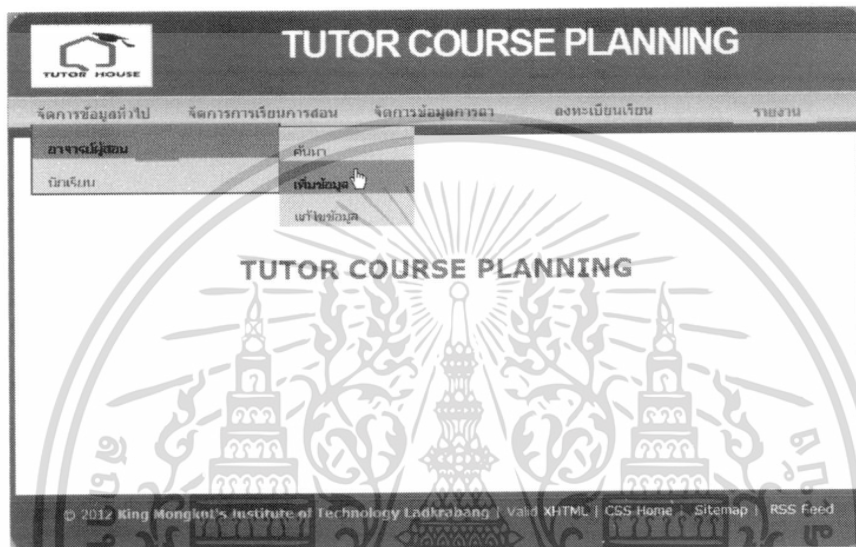 TUTOR COURSE PLANNING
TUTOR HOUSE
จัดการข้อมูลทั่วไป จัดการการเรียนการสอน จัดการข้อมูลการลา ลงทะเบียนเรียน รายงาน
อาจารย์ผู้สอน ค้นหา
นักเรียน เพิ่มข้อมูล
แก้ไขข้อมูล
TUTOR COURSE PLANNING
© 2012 King Mongkut's Institute of Technology Ladkrabang | Valid XHTML | CSS Home | Sitemap | RSS Feed